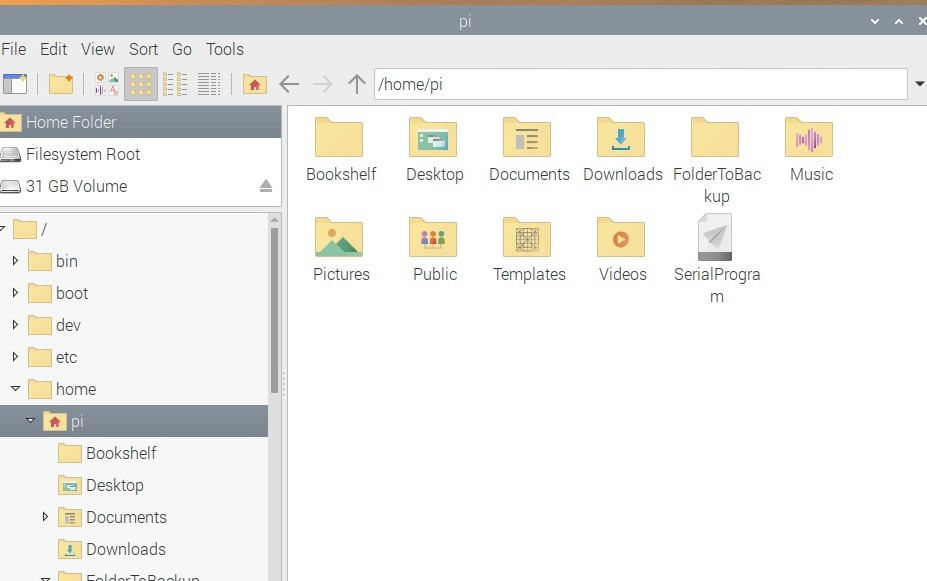 pi
File Edit View Sort Go Tools
/home/pi
Home Folder
Filesystem Root
31 GB Volume
/
bin
boot
dev
etc
home
pi
Bookshelf
Desktop
Documents
Downloads
FolderToBackup
Bookshelf Desktop Documents Downloads FolderToBac
kup Music
Pictures Public Templates Videos SerialProgra
m